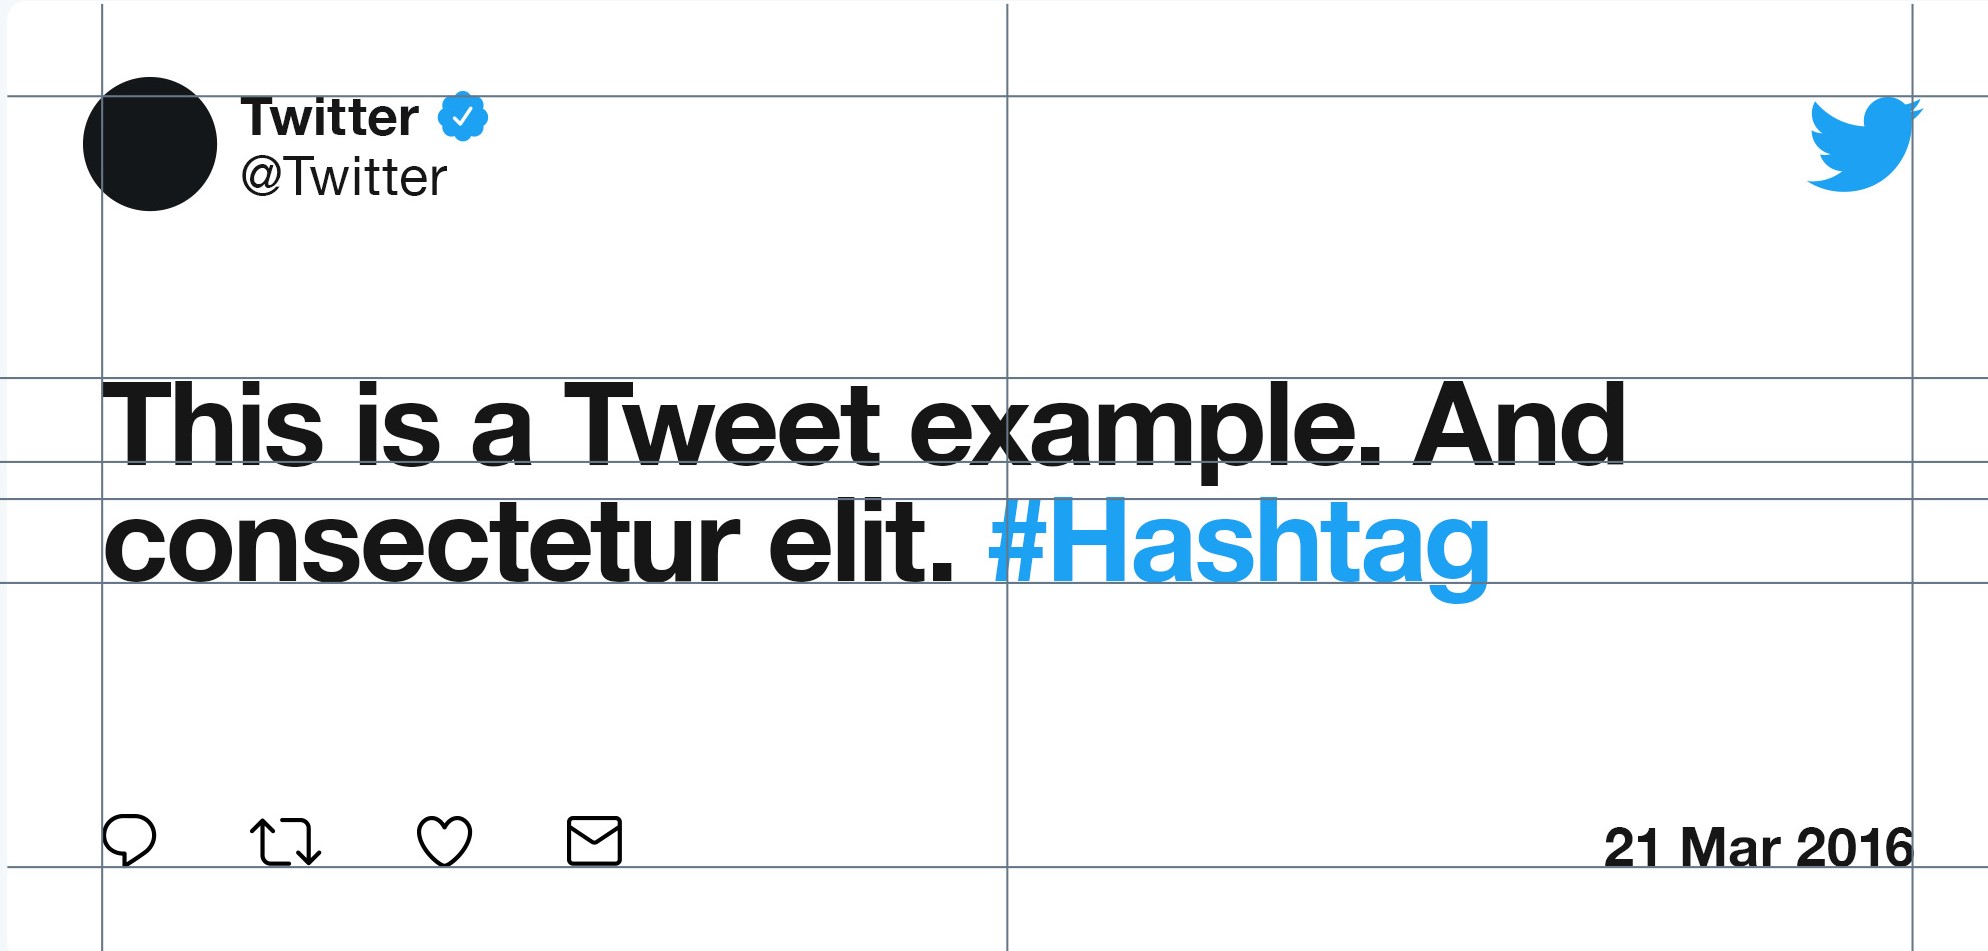 Twitter
@Twitter
This is a Tweet example. And
consectetur elit. #Hashtag
21 Mar 2016